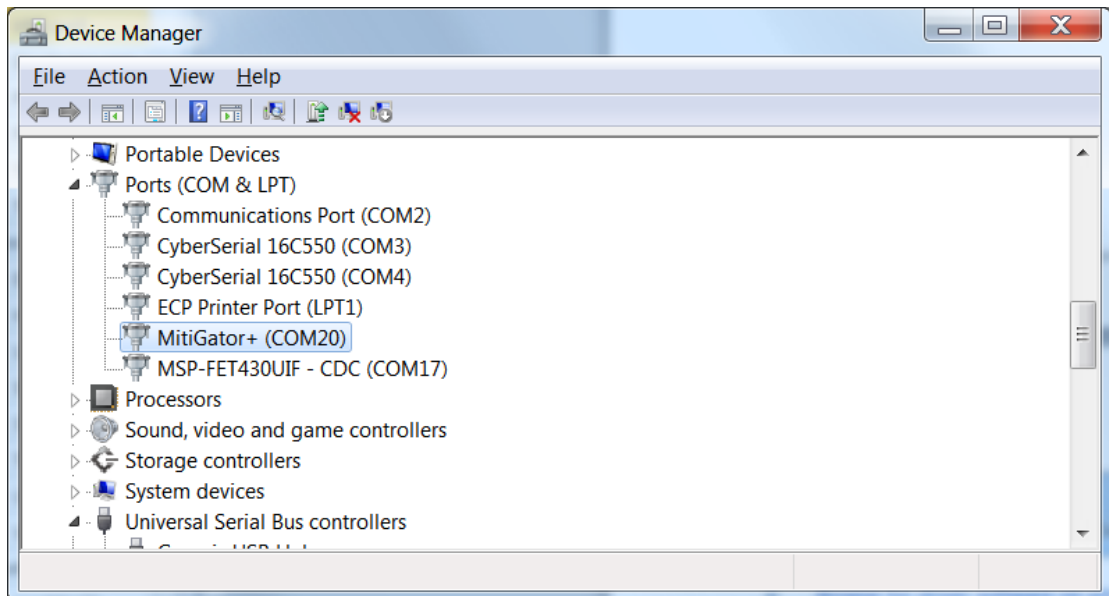 Device Manager
File Action View Help
Portable Devices
Ports (COM & LPT)
Communications Port (COM2)
CyberSerial 16C550 (COM3)
CyberSerial 16C550 (COM4)
ECP Printer Port (LPT1)
MitiGator+ (COM20)
MSP-FET430UIF - CDC (COM17)
Processors
Sound, video and game controllers
Storage controllers
System devices
Universal Serial Bus controllers